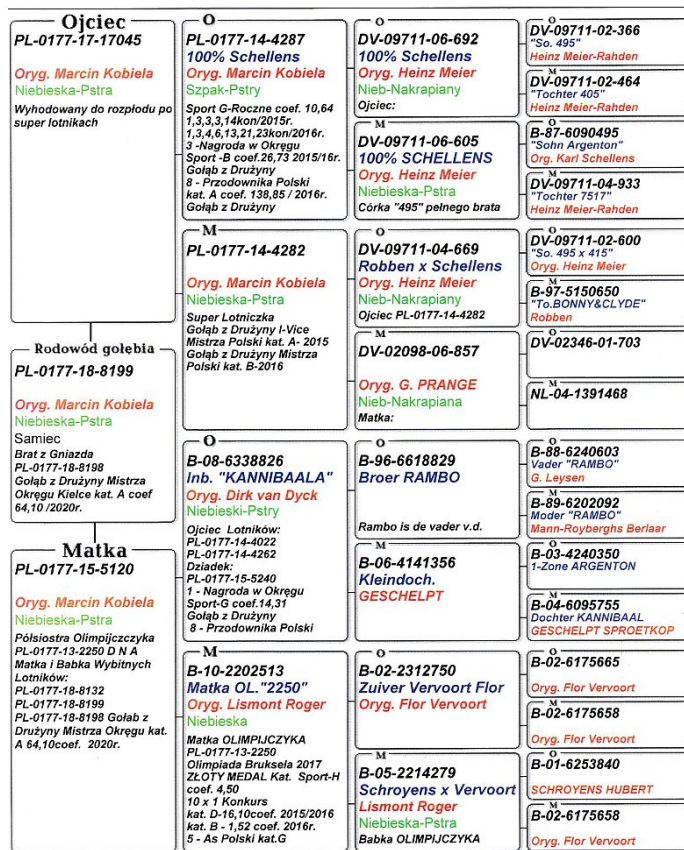 Ojciec
PL-0177-17-17045
Oryg. Marcin Kobiela
Niebieska-Pstra
Wyhodowany do rozpłodu po
super lotnikach
Rodowód gołębia
PL-0177-18-8199
Oryg. Marcin Kobiela
Niebieska-Pstra
Samiec
Brat z Gniazda
PL-0177-18-8198
Gołąb z Drużyny Mistrza
Okręgu Kielce kat. A coef
64,10 /2020r.
Matka
PL-0177-15-5120
Oryg. Marcin Kobiela
Niebieska-Pstra
Półsiostra Olimpijczzyka
PL-0177-13-2250 D N A
Matka i Babka Wybitnych
Lotników:
PL-0177-18-8132
PL-0177-18-8199
PL-0177-18-8198 Gołab z
Drużyny Mistrza Okręgu kat.
A 64,10coef. 2020r.
O
PL-0177-14-4287
100% Schellens
Oryg. Marcin Kobiela
Szpak-Pstry
Sport G-Roczne coef. 10,64
1,3,3,3,14kon/2015r.
1,3,4,6,13,21,23kon/2016r.
3 -Nagroda w Okręgu
Sport -B coef.26,73 2015/16r.
Gołąb z Drużyny
8 - Przodownika Polski
kat. A coef. 138,85 / 2016r.
Gołąb z Drużyny
M
PL-0177-14-4282
Oryg. Marcin Kobiela
Niebieska-Pstra
Super Lotniczka
Gołąb z Drużyny I-Vice
Mistrza Polski kat. A- 2015
Gołąb z Drużyny Mistrza
Polski kat. B-2016
O
B-08-6338826
Inb. "KANNIBAALA"
Oryg. Dirk van Dyck
Niebieski-Pstry
Ojciec Lotników:
PL-0177-14-4022
PL-0177-14-4262
Dziadek:
PL-0177-15-5240
1 - Nagroda w Okręgu
Sport-G coef.14,31
Gołąb z Drużyny
8 - Przodownika Polski
M
B-10-2202513
Matka OL."2250"
Oryg. Lismont Roger
Niebieska
Matka OLIMPIJCZYKA
PL-0177-13-2250
Olimpiada Bruksela 2017
ZŁOTY MEDAL Kat. Sport-H
coef. 4,50
10 x 1 Konkurs
kat. D-16,10coef. 2015/2016
kat. B - 1,52 coef. 2016r.
5 - As Polski kat.G
O
DV-09711-06-692
100% Schellens
Oryg. Heinz Meier
Nieb-Nakrapiany
Ojciec:
M
DV-09711-06-605
100% SCHELLENS
Oryg. Heinz Meier
Niebieska-Pstra
Córka "495" pełnego brata
O
DV-09711-04-669
Robben x Schellens
Oryg. Heinz Meier
Nieb-Nakrapiany
Ojciec PL-0177-14-4282
M
DV-02098-06-857
Oryg. G. PRANGE
Nieb-Nakrapiana
Matka:
O
B-96-6618829
Broer RAMBO
Rambo is de vader v.d.
M
B-06-4141356
Kleindoch.
GESCHELPT
O
B-02-2312750
Zuiver Vervoort Flor
Oryg. Flor Vervoort
M
B-05-2214279
Schroyens x Vervoort
Lismont Roger
Niebieska-Pstra
Babka OLIMPIJCZYKA
O
DV-09711-02-366
"So. 495"
Heinz Meier-Rahden
M
DV-09711-02-464
"Tochter 405"
Heinz Meier-Rahden
O
B-87-6090495
"Sohn Argenton"
Org. Karl Schellens
M
DV-09711-04-933
"Tochter 7517"
Heinz Meier-Rahden
O
DV-09711-02-600
"So. 495 x 415"
Oryg. Heinz Meier
M
B-97-5150650
"To.BONNY&CLYDE"
Robben
O
DV-02346-01-703
M
NL-04-1391468
O
B-88-6240603
Vader "RAMBO"
G. Leysen
M
B-89-6202092
Moder "RAMBO"
Mann-Royberghs Berlaar
O
B-03-4240350
1-Zone ARGENTON
M
B-04-6095755
Dochter KANNIBAAL
GESCHELPT SPROETKOP
O
B-02-6175665
Oryg. Flor Vervoort
M
B-02-6175658
Oryg. Flor Vervoort
O
B-01-6253840
SCHROYENS HUBERT
M
B-02-6175658
Oryg. Flor Vervoort